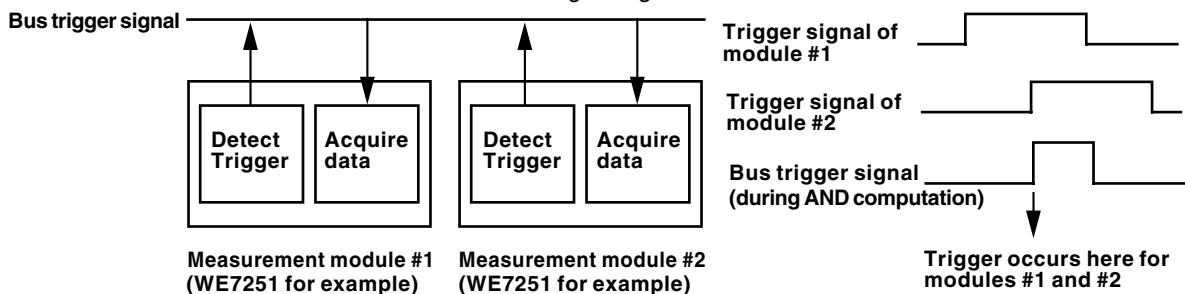 Bus trigger signal
Detect
Trigger
Acquire
data
Detect
Trigger
Acquire
data
Measurement module #1
(WE7251 for example)
Measurement module #2
(WE7251 for example)
Trigger signal of
module #1
Trigger signal of
module #2
Bus trigger signal
(during AND computation)
Trigger occurs here for
modules #1 and #2